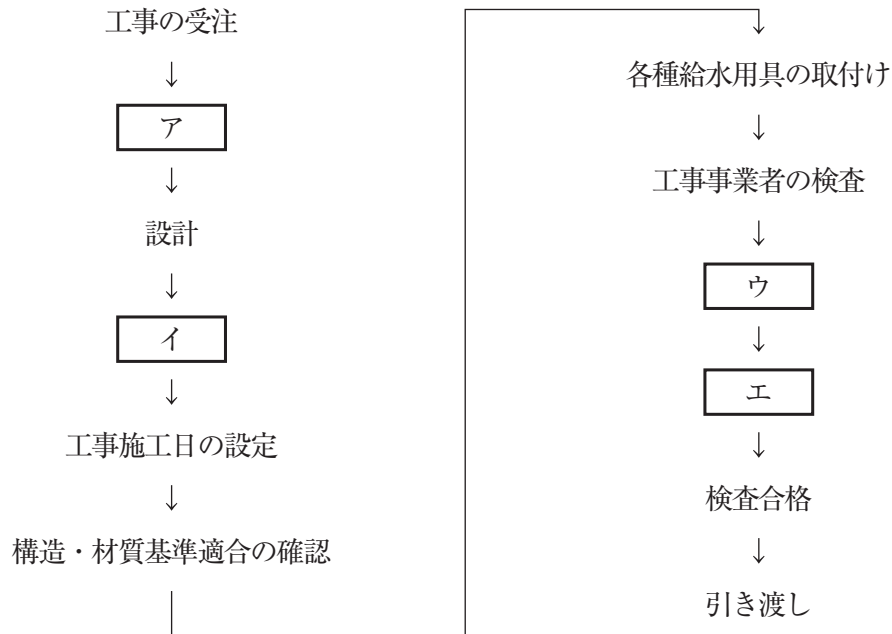 工事の受注
↓
ア
↓
設計
↓
イ
↓
工事施工日の設定
↓
構造・材質基準適合の確認
↓
各種給水用具の取付け
↓
工事事業者の検査
↓
ウ
↓
エ
↓
検査合格
↓
引き渡し